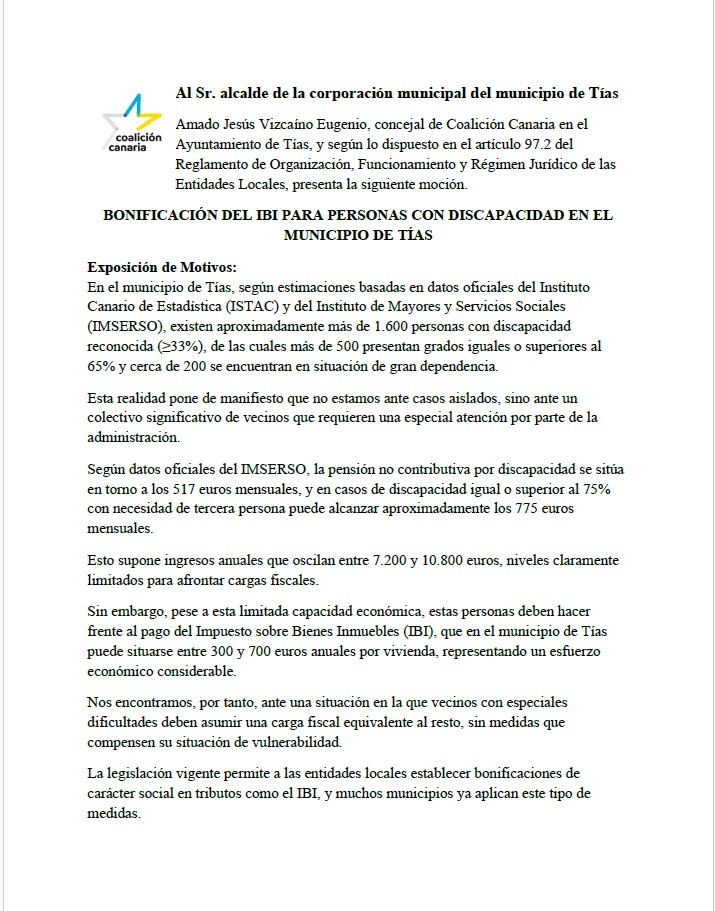 Al Sr. alcalde de la corporación municipal del municipio de Tías
coalición
canaria
Amado Jesús Vizcaíno Eugenio, concejal de Coalición Canaria en el
Ayuntamiento de Tías, y según lo dispuesto en el artículo 97.2 del
Reglamento de Organización, Funcionamiento y Régimen Jurídico de las
Entidades Locales, presenta la siguiente moción.
BONIFICACIÓN DEL IBI PARA PERSONAS CON DISCAPACIDAD EN EL
MUNICIPIO DE TÍAS
Exposición de Motivos:
En el municipio de Tías, según estimaciones basadas en datos oficiales del Instituto
Canario de Estadística (ISTAC) y del Instituto de Mayores y Servicios Sociales
(IMSERSO), existen aproximadamente más de 1.600 personas con discapacidad
reconocida (≥33%), de las cuales más de 500 presentan grados iguales o superiores al
65% y cerca de 200 se encuentran en situación de gran dependencia.
Esta realidad pone de manifiesto que no estamos ante casos aislados, sino ante un
colectivo significativo de vecinos que requieren una especial atención por parte de la
administración.
Según datos oficiales del IMSERSO, la pensión no contributiva por discapacidad se sitúa
en torno a los 517 euros mensuales, y en casos de discapacidad igual o superior al 75%
con necesidad de tercera persona puede alcanzar aproximadamente los 775 euros
mensuales.
Esto supone ingresos anuales que oscilan entre 7.200 y 10.800 euros, niveles claramente
limitados para afrontar cargas fiscales.
Sin embargo, pese a esta limitada capacidad económica, estas personas deben hacer
frente al pago del Impuesto sobre Bienes Inmuebles (IBI), que en el municipio de Tías
puede situarse entre 300 y 700 euros anuales por vivienda, representando un esfuerzo
económico considerable.
Nos encontramos, por tanto, ante una situación en la que vecinos con especiales
dificultades deben asumir una carga fiscal equivalente al resto, sin medidas que
compensen su situación de vulnerabilidad.
La legislación vigente permite a las entidades locales establecer bonificaciones de
carácter social en tributos como el IBI, y muchos municipios ya aplican este tipo de
medidas.